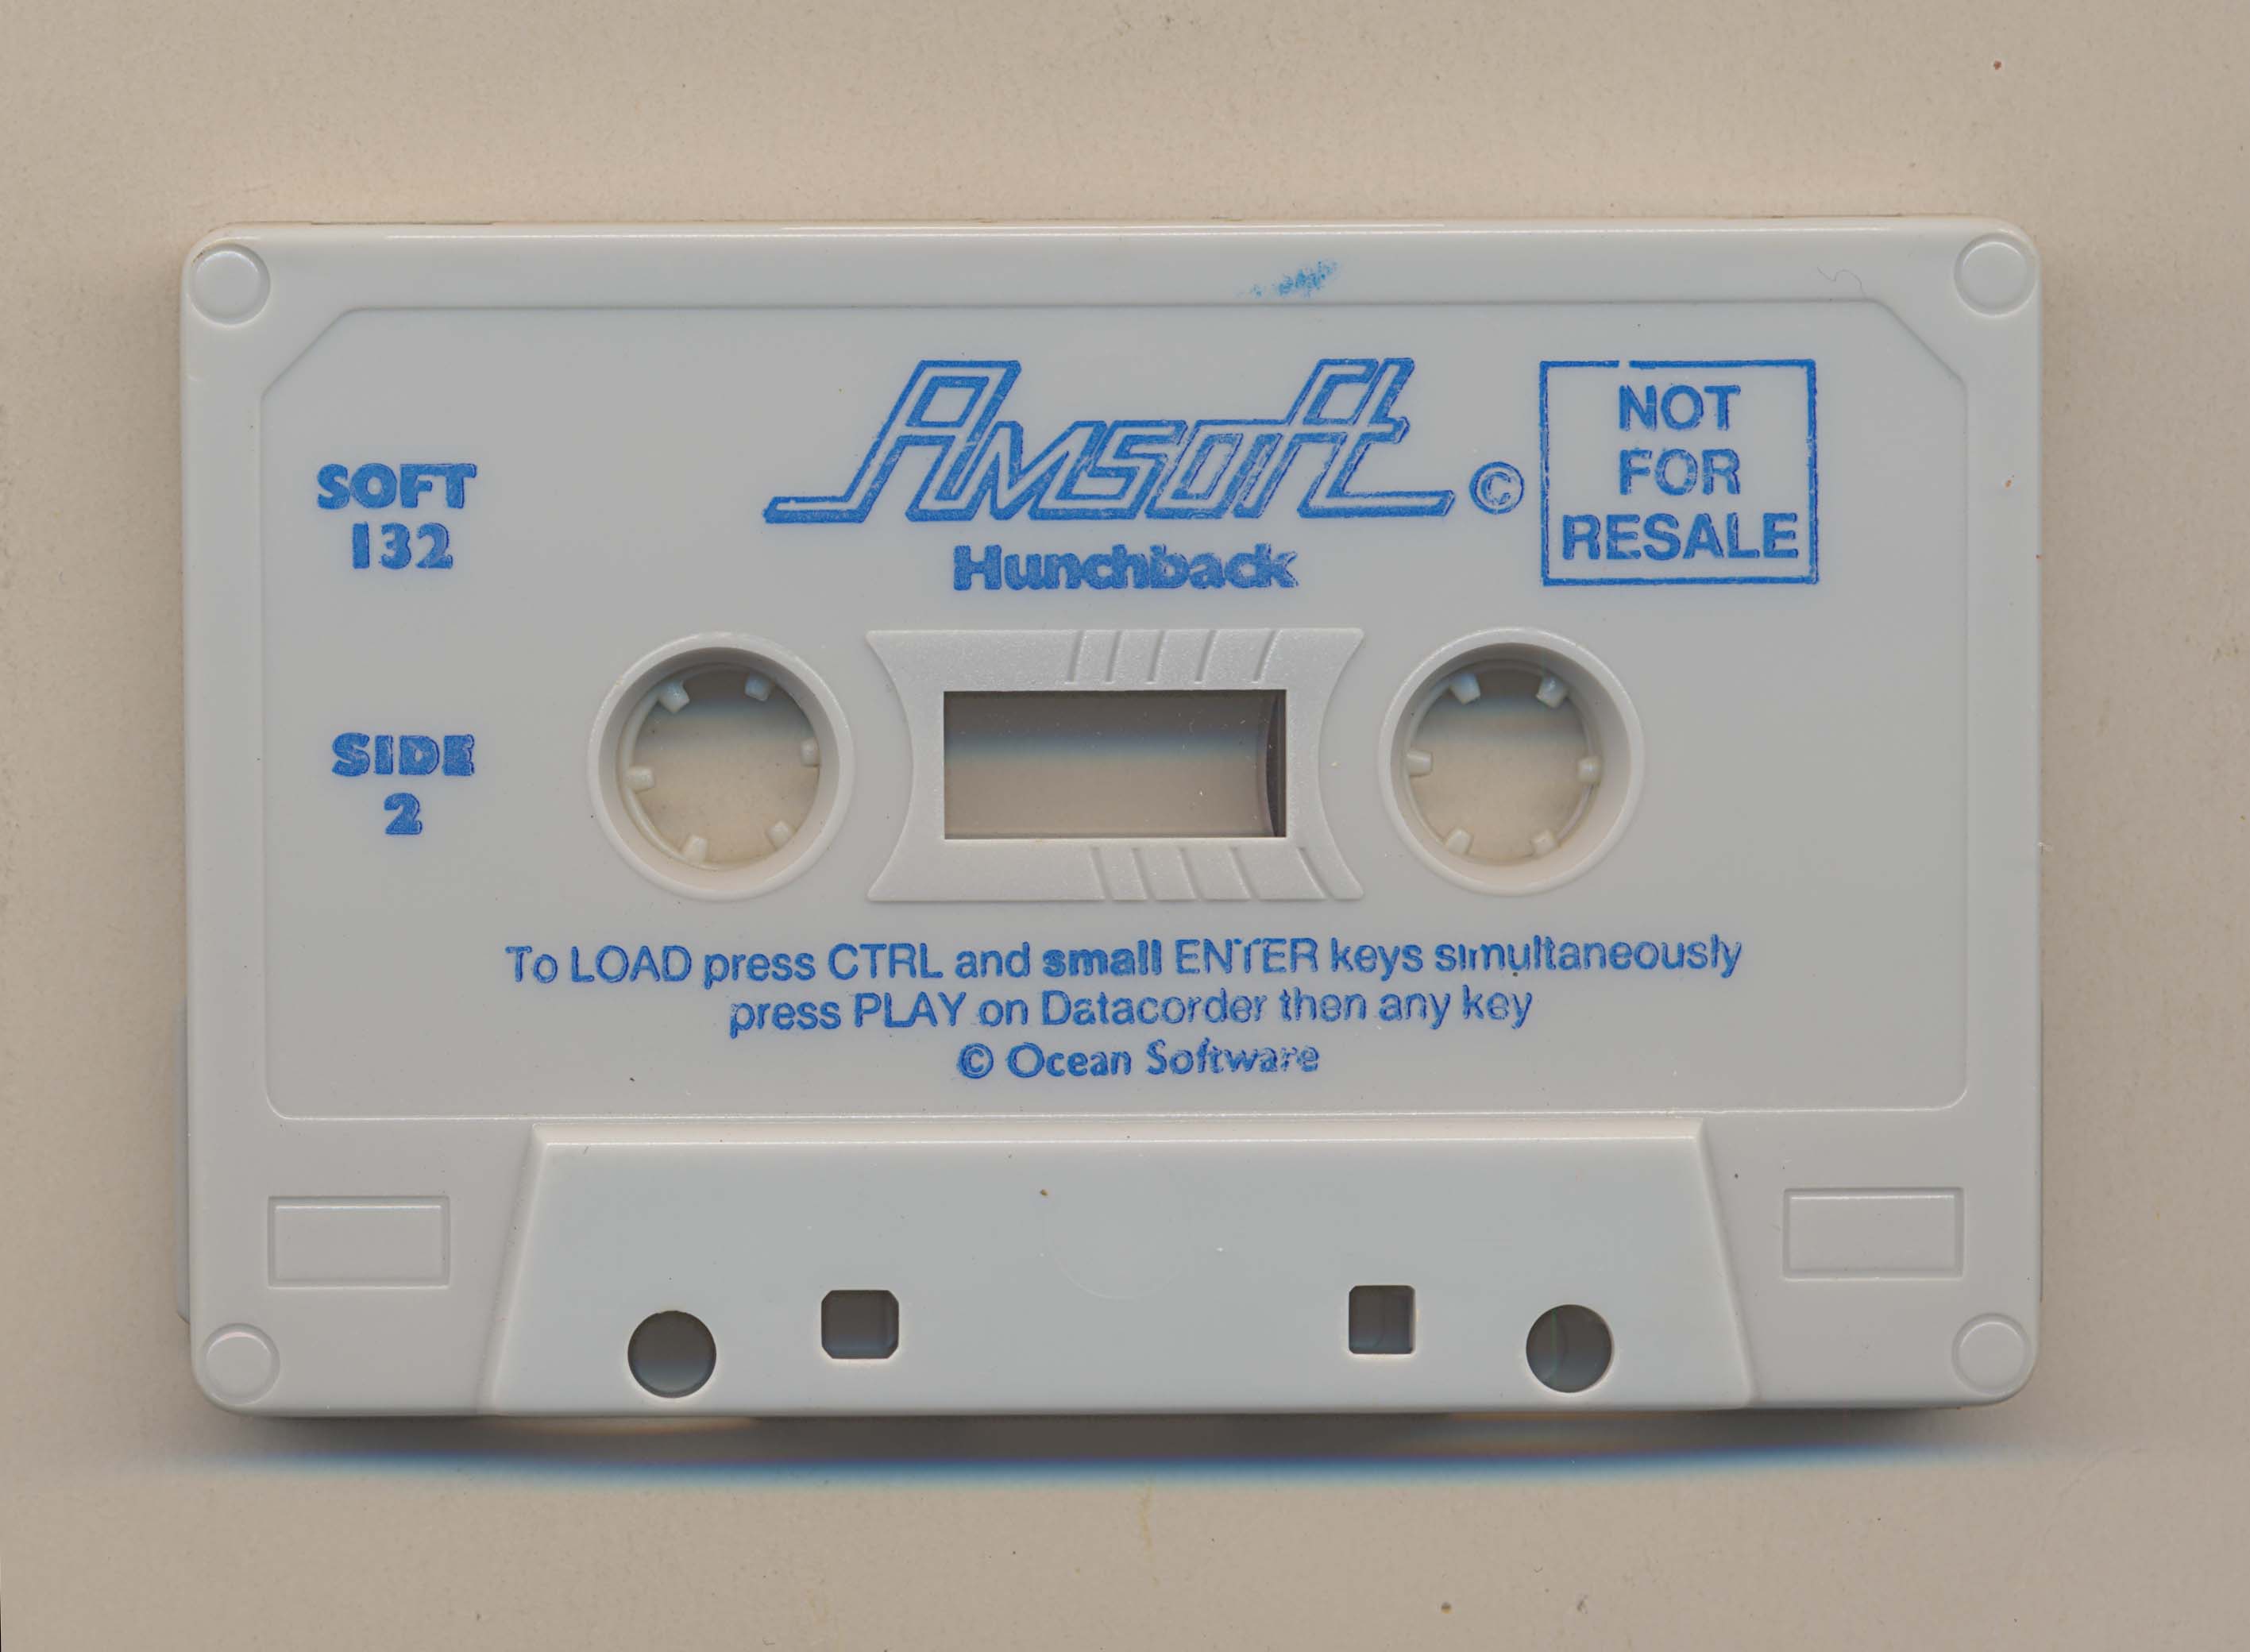 Amsoft ©
NOT
FOR
RESALE
SOFT
132
Hunchback
SIDE
2
To LOAD press CTRL and small ENTER keys simultaneously
press PLAY on Datacorder then any key
© Ocean Software